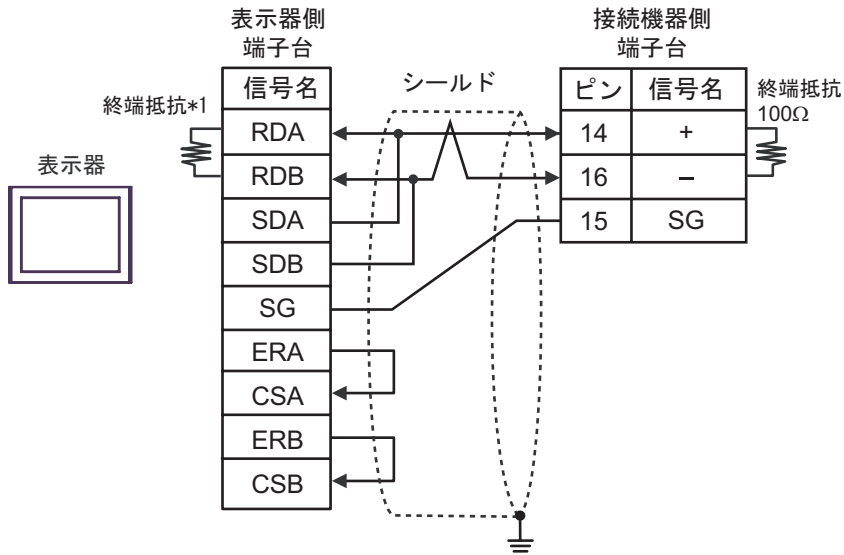 表示器側
端子台
接続機器側
端子台
信号名
シールド
ピン
信号名
終端抵抗
100Ω
終端抵抗*1
RDA
14
+
表示器
RDB
16
−
SDA
15
SG
SDB
SG
ERA
CSA
ERB
CSB